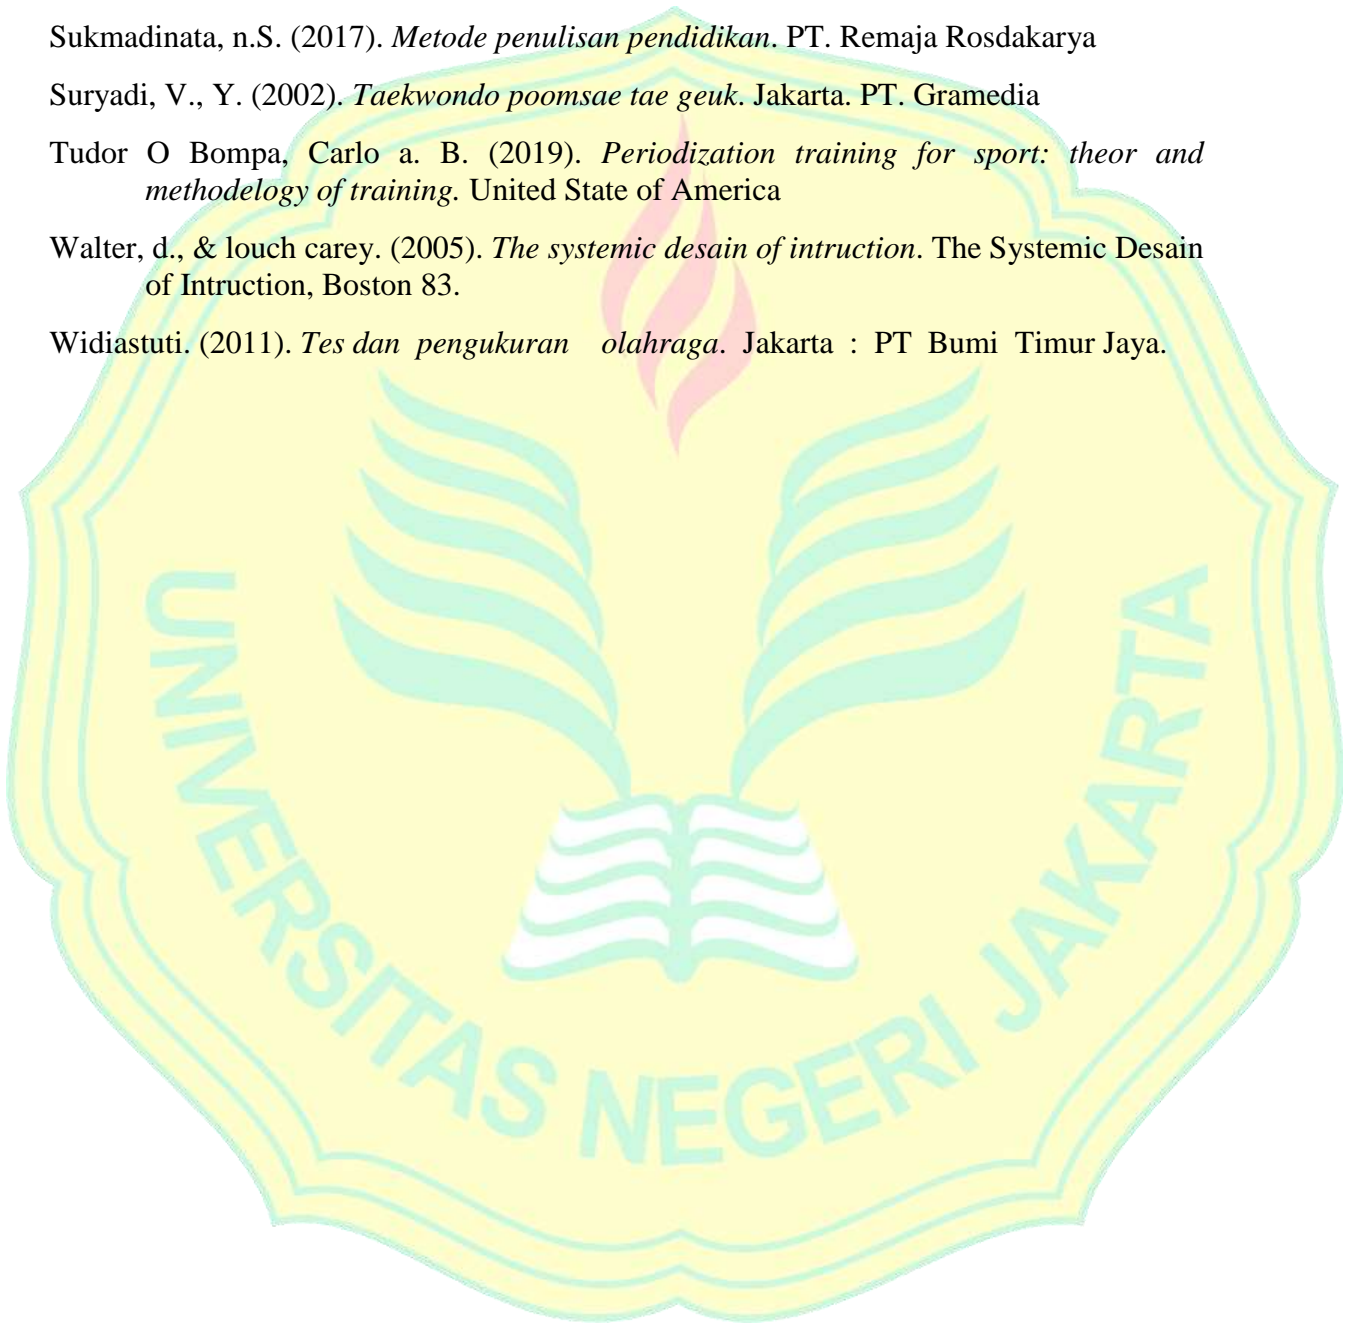 Sukmadinata, n.S. (2017). Metode penulisan pendidikan. PT. Remaja Rosdakarya
Suryadi, V., Y. (2002). Taekwondo poomsae tae geuk. Jakarta. PT. Gramedia
Tudor O Bompa, Carlo a. B. (2019). Periodization training for sport: theor and
methodelogy of training. United State of America
Walter, d., & louch carey. (2005). The systemic desain of intruction. The Systemic Desain
of Intruction, Boston 83.
Widiastuti. (2011). Tes dan pengukuran olahraga. Jakarta : PT Bumi Timur Jaya.
UNIVERSITAS NEGERI JAKARTA